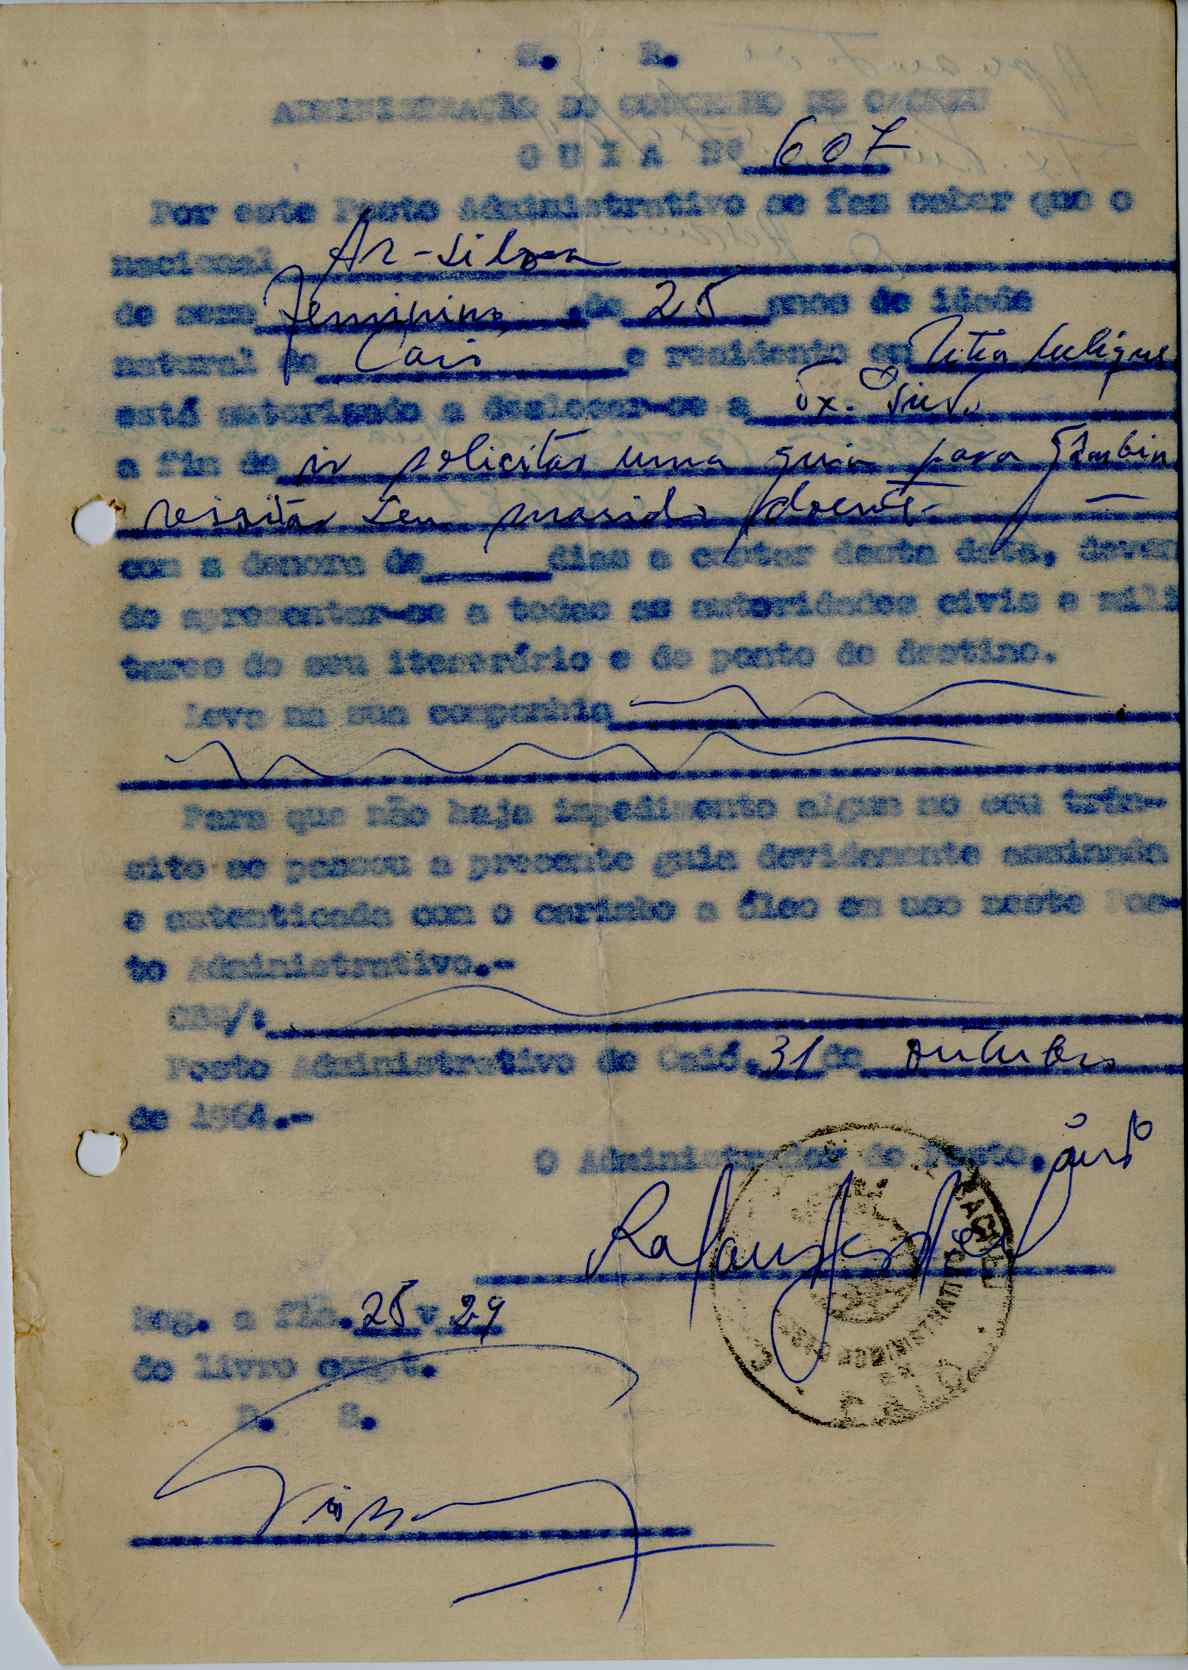 S. R.
ADMINISTRAÇÃO DO CONCELHO DE CACHEU
GUIA Nº 607
Por este Posto Administrativo se faz saber que o
nacional
de sexo feminino, de 25 anos de idade
natural de Caió e residente em
está autorizado a deslocar-se a
a fim de ir solicitar uma guia para Gâmbia
visitar seu marido doente
com a demora de dias a contar desta data, deven
do apresentar-se a todas as autoridades civis e mili
tares do seu itenerário e do ponto de destino.
Leva na sua companhia
Para que não haja impedimento algum no seu trân-
sito se passou a presente guia devidamente assinada
e autenticada com o carimbo a óleo em uso neste Pos-
to Administrativo.-
OBS/:
Posto Administrativo de Caió, 31 de Outubro
de 1964.-
O Administrador do Posto,
Reg. a fls. 28 v 29
do livro compt.